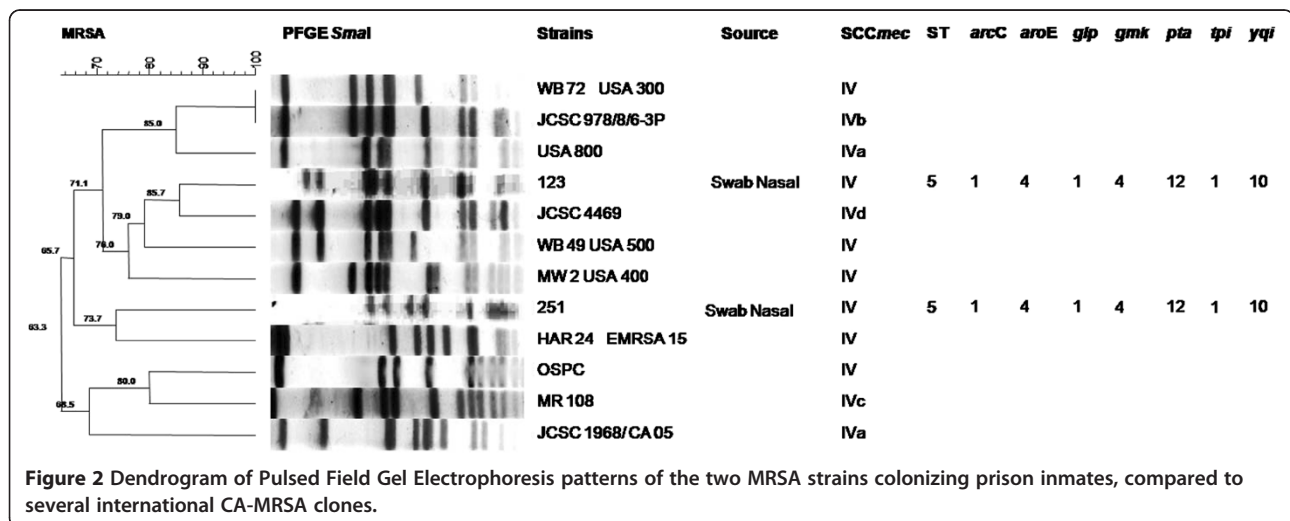 MRSA PFGE SmaI Strains Source SCCmec ST arcC aroE glp gmk pta tpi yqi
70 80 90 100
WB 72 USA 300 IV
JCSC 978/8/6-3P IVb
85.0
USA 800 IVa
71.1
123 Swab Nasal IV 5 1 4 1 4 12 1 10
85.7
JCSC 4469 IVd
79.0
WB 49 USA 500 IV
65.7 76.0
MW 2 USA 400 IV
251 Swab Nasal IV 5 1 4 1 4 12 1 10
73.7
63.3
HAR 24 EMRSA 15 IV
OSPC IV
80.0
MR 108 IVc
68.5
JCSC 1968/ CA 05 IVa
Figure 2 Dendrogram of Pulsed Field Gel Electrophoresis patterns of the two MRSA strains colonizing prison inmates, compared to
several international CA-MRSA clones.